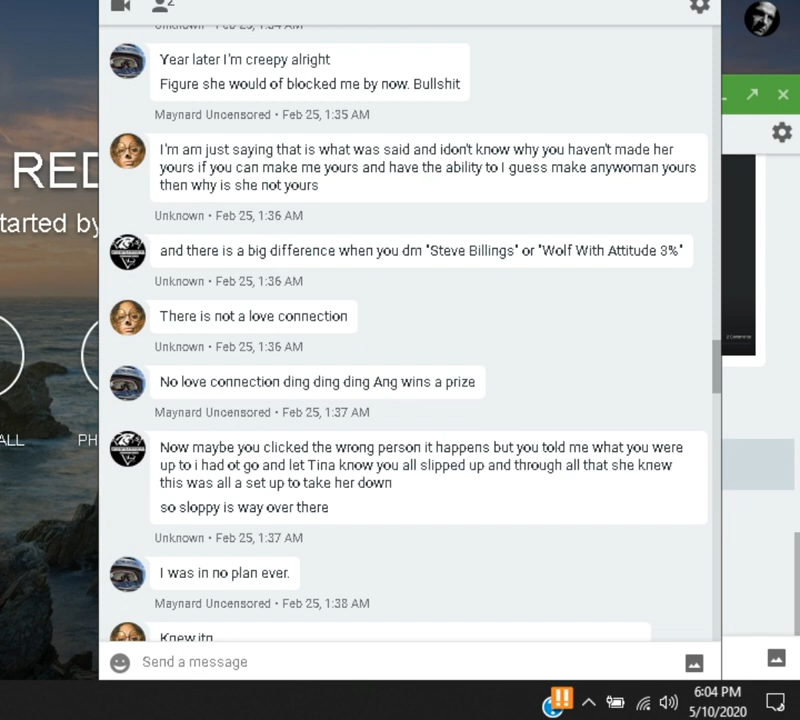 2
Unknown • Feb 25, 1:34 AM
Year later I'm creepy alright
Figure she would of blocked me by now. Bullshit
Maynard Uncensored • Feb 25, 1:35 AM
RED
tarted by
I'm am just saying that is what was said and idon't know why you haven't made her
yours if you can make me yours and have the ability to I guess make anywoman yours
then why is she not yours
Unknown • Feb 25, 1:36 AM
and there is a big difference when you dm "Steve Billings" or "Wolf With Attitude 3%"
Unknown • Feb 25, 1:36 AM
There is not a love connection
Unknown • Feb 25, 1:36 AM
No love connection ding ding ding Ang wins a prize
Maynard Uncensored • Feb 25, 1:37 AM
ALL
PH
Now maybe you clicked the wrong person it happens but you told me what you were
up to i had ot go and let Tina know you all slipped up and through all that she knew
this was all a set up to take her down
so sloppy is way over there
Unknown • Feb 25, 1:37 AM
I was in no plan ever.
Maynard Uncensored • Feb 25, 1:38 AM
Knew itn
Send a message
6:04 PM
5/10/2020